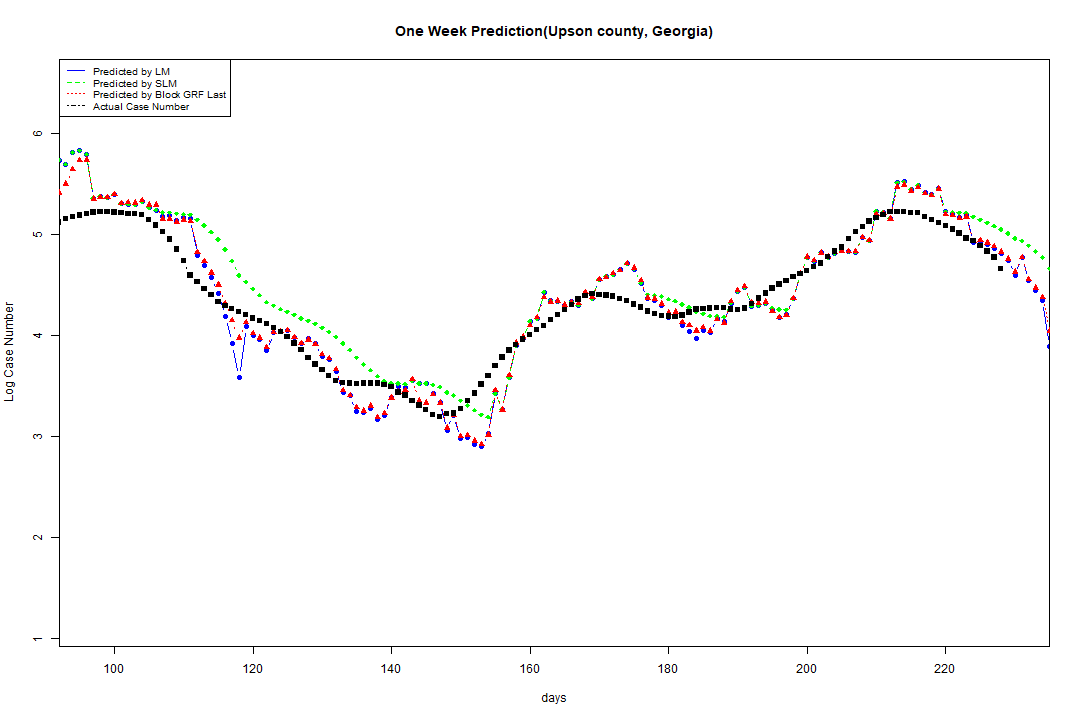 One Week Prediction(Upson county, Georgia)
Predicted by LM
Predicted by SLM
Predicted by Block GRF Last
Actual Case Number
6
5
4
3
2
1
Log Case Number
100 120 140 160 180 200 220
days